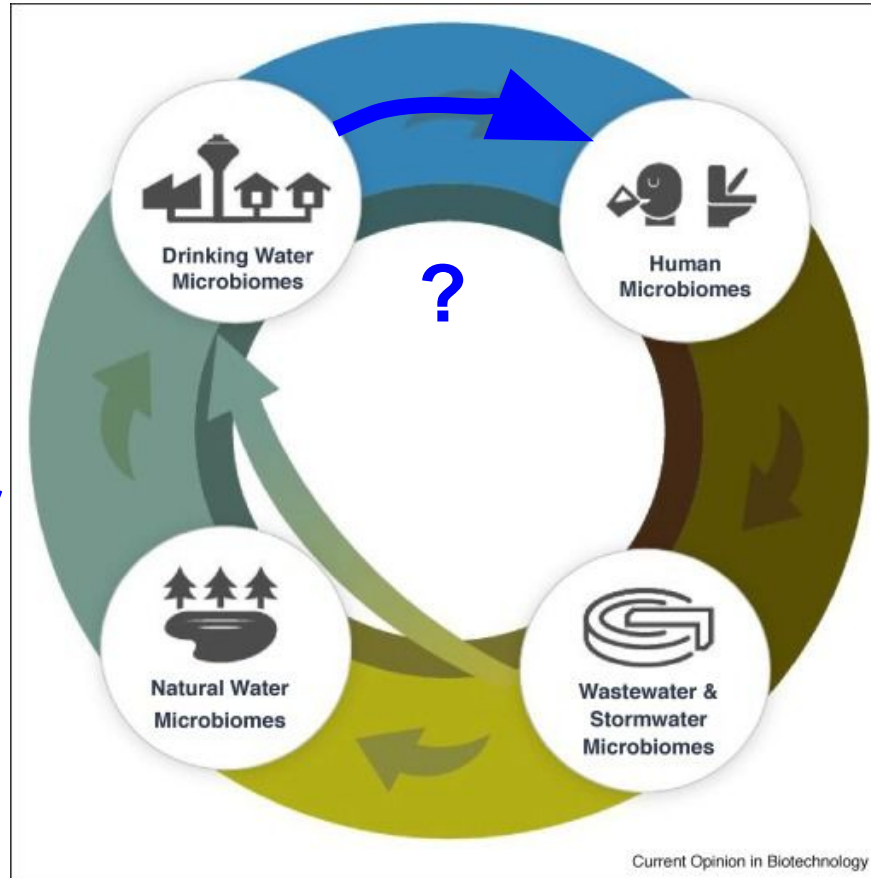 Drinking Water
Microbiomes
Human
Microbiomes
?
Natural Water
Microbiomes
Wastewater &
Stormwater
Microbiomes
Current Opinion in Biotechnology